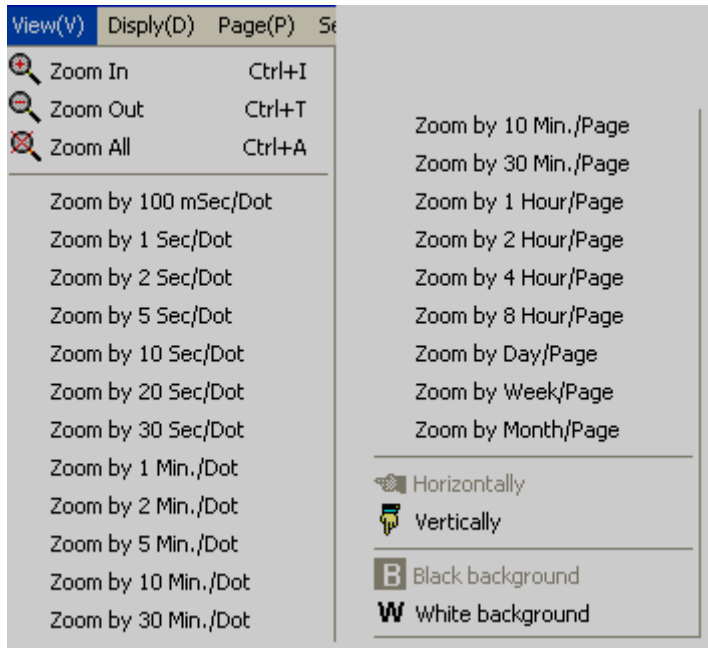 View(V) Disply(D) Page(P) Se
Zoom In Ctrl+I
Zoom Out Ctrl+T
Zoom All Ctrl+A
Zoom by 100 mSec/Dot
Zoom by 1 Sec/Dot
Zoom by 2 Sec/Dot
Zoom by 5 Sec/Dot
Zoom by 10 Sec/Dot
Zoom by 20 Sec/Dot
Zoom by 30 Sec/Dot
Zoom by 1 Min./Dot
Zoom by 2 Min./Dot
Zoom by 5 Min./Dot
Zoom by 10 Min./Dot
Zoom by 30 Min./Dot
Zoom by 10 Min./Page
Zoom by 30 Min./Page
Zoom by 1 Hour/Page
Zoom by 2 Hour/Page
Zoom by 4 Hour/Page
Zoom by 8 Hour/Page
Zoom by Day/Page
Zoom by Week/Page
Zoom by Month/Page
Horizontally
Vertically
B Black background
W White background